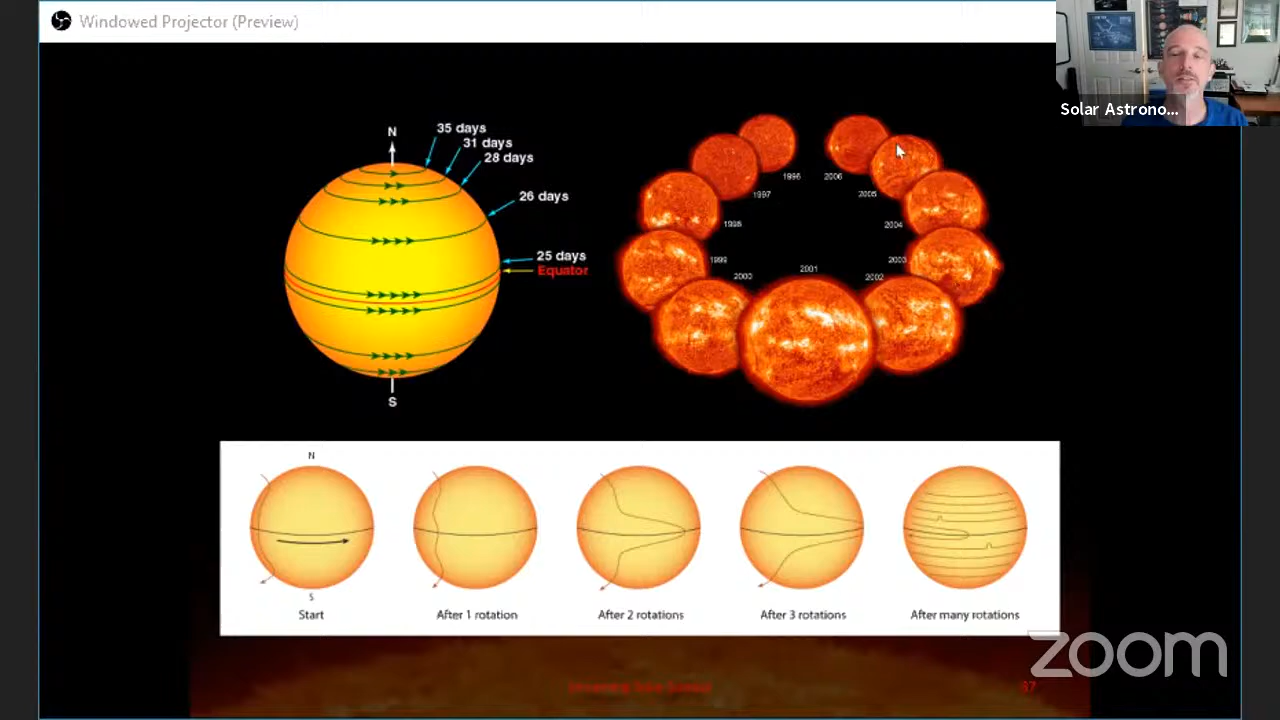 Windowed Projector (Preview)
Solar Astrono...
N
35 days
31 days
28 days
26 days
25 days
Equator
S
1996
1997
1998
1999
2000
2001
2002
2003
2004
2005
2006
N
S
Start
After 1 rotation
After 2 rotations
After 3 rotations
After many rotations
zoom